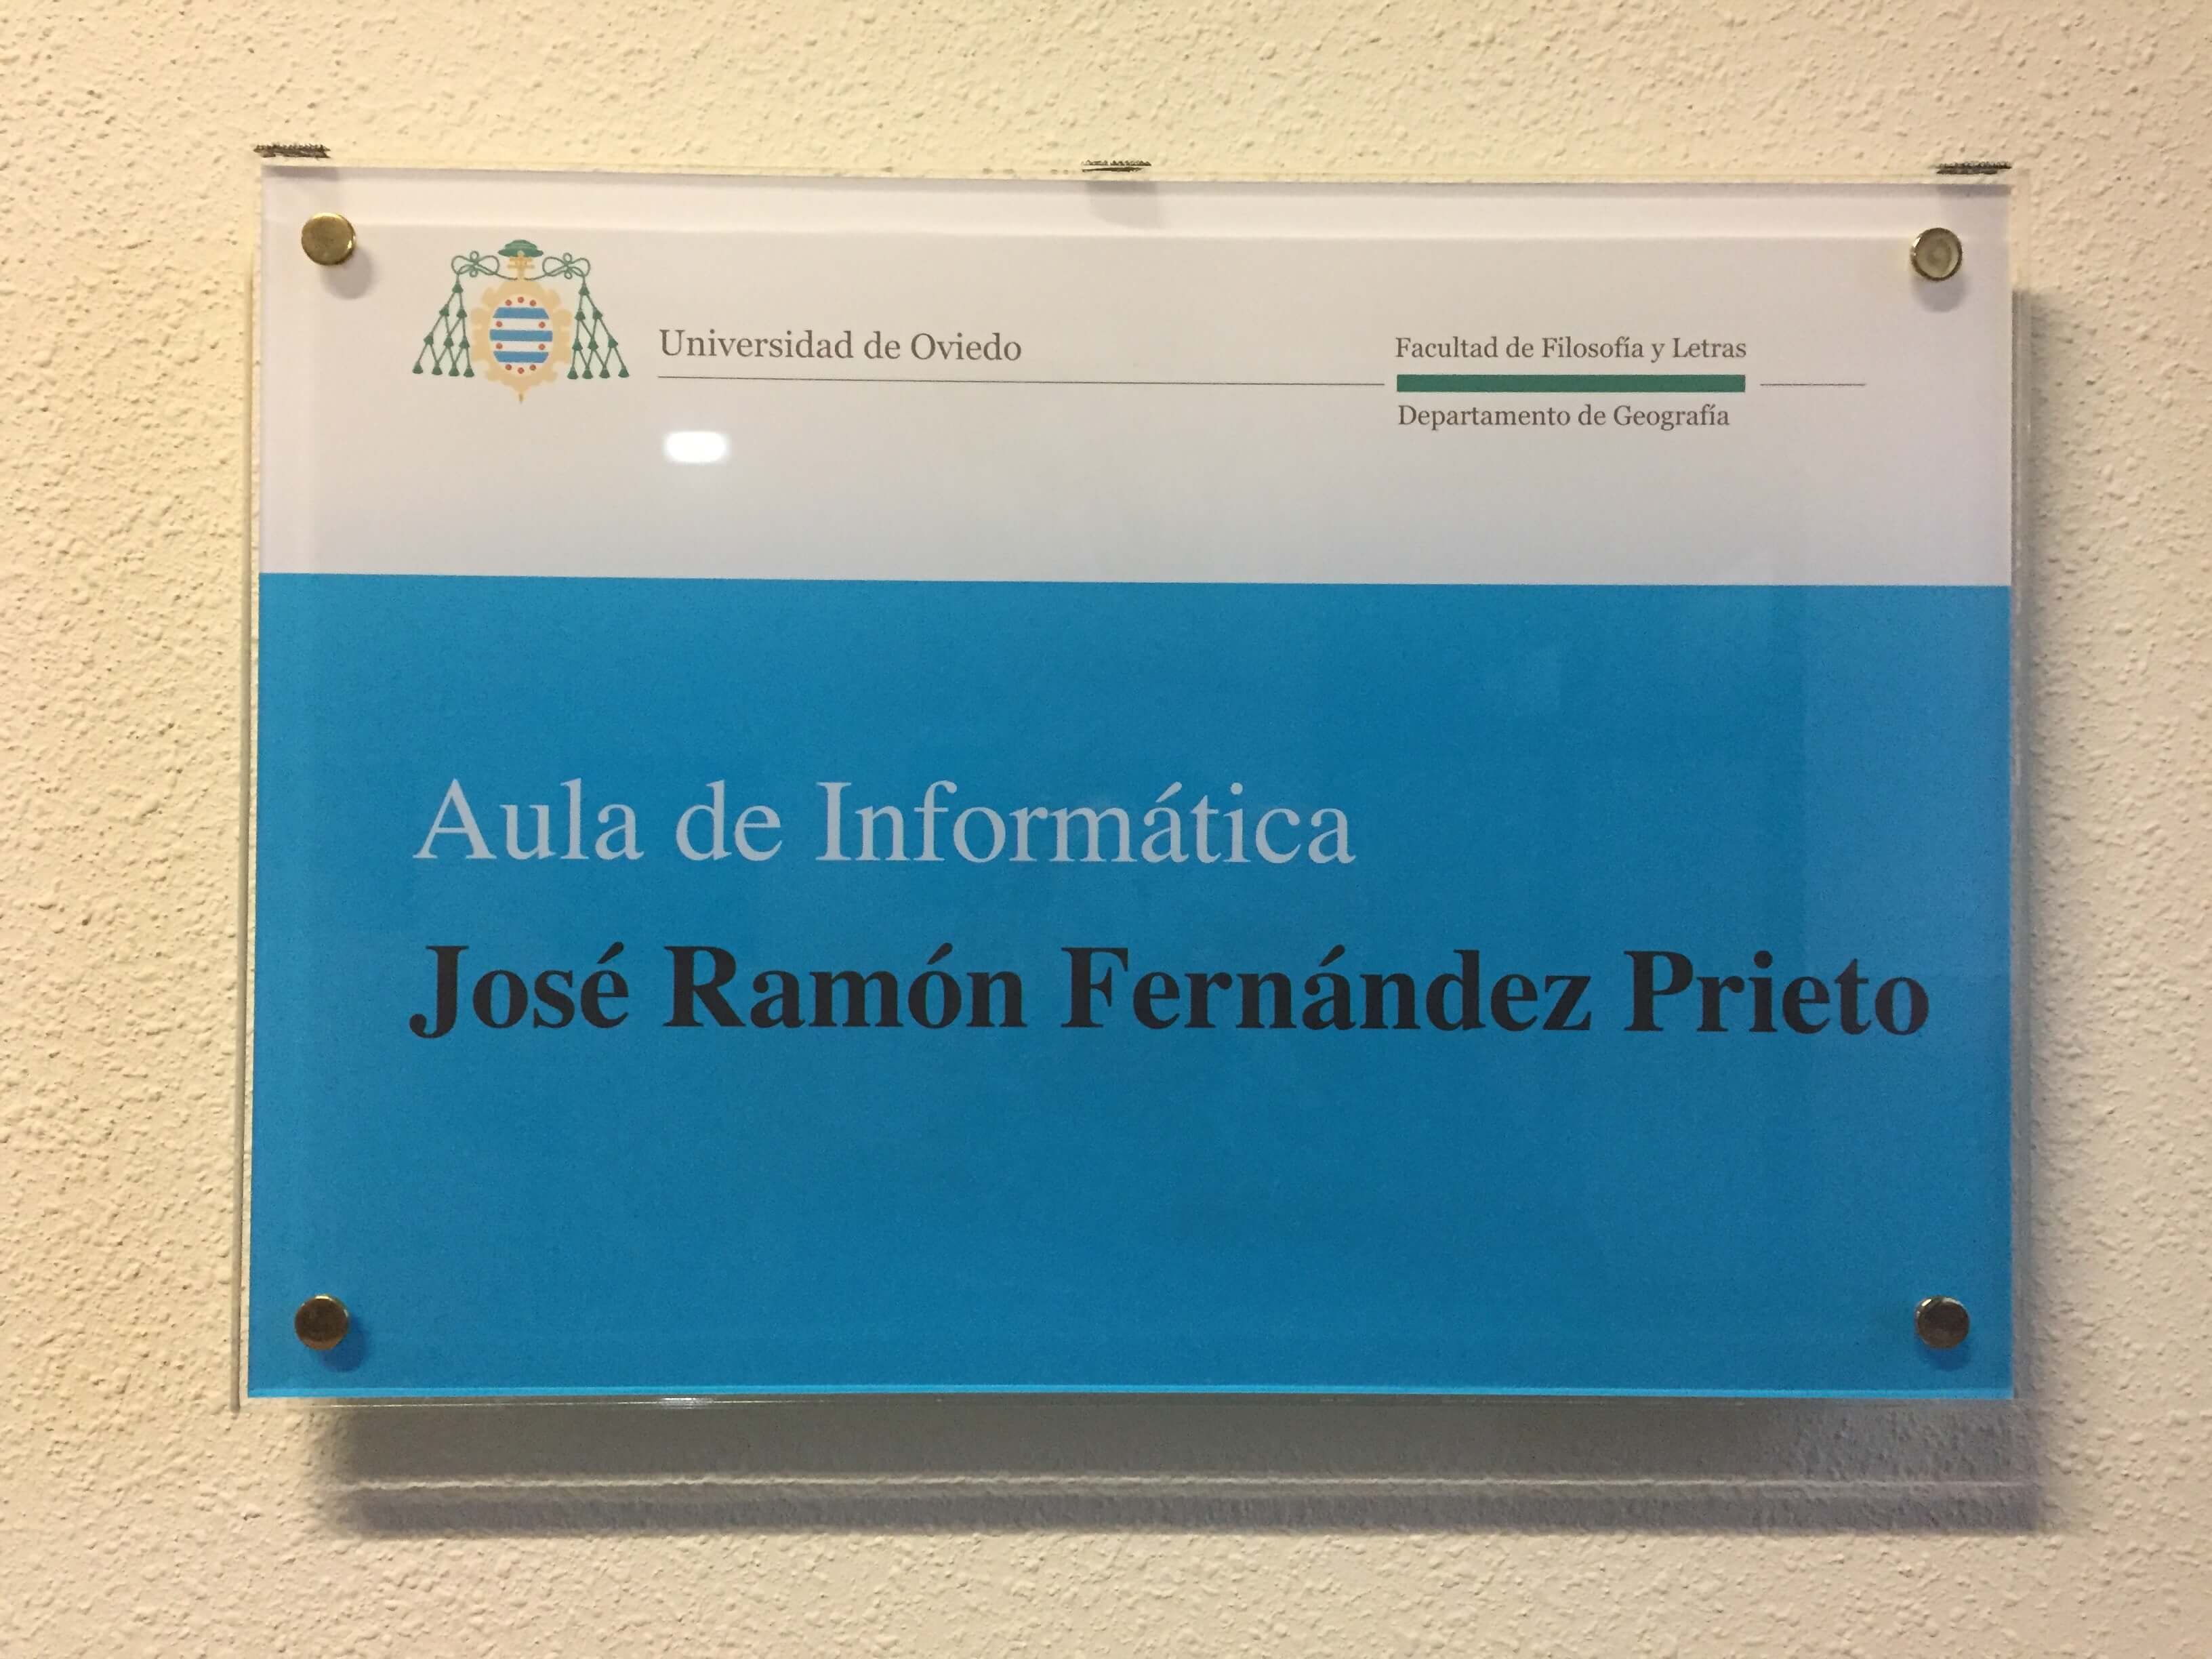 Universidad de Oviedo
Facultad de Filosofía y Letras
Departamento de Geografía
Aula de Informática
José Ramón Fernández Prieto